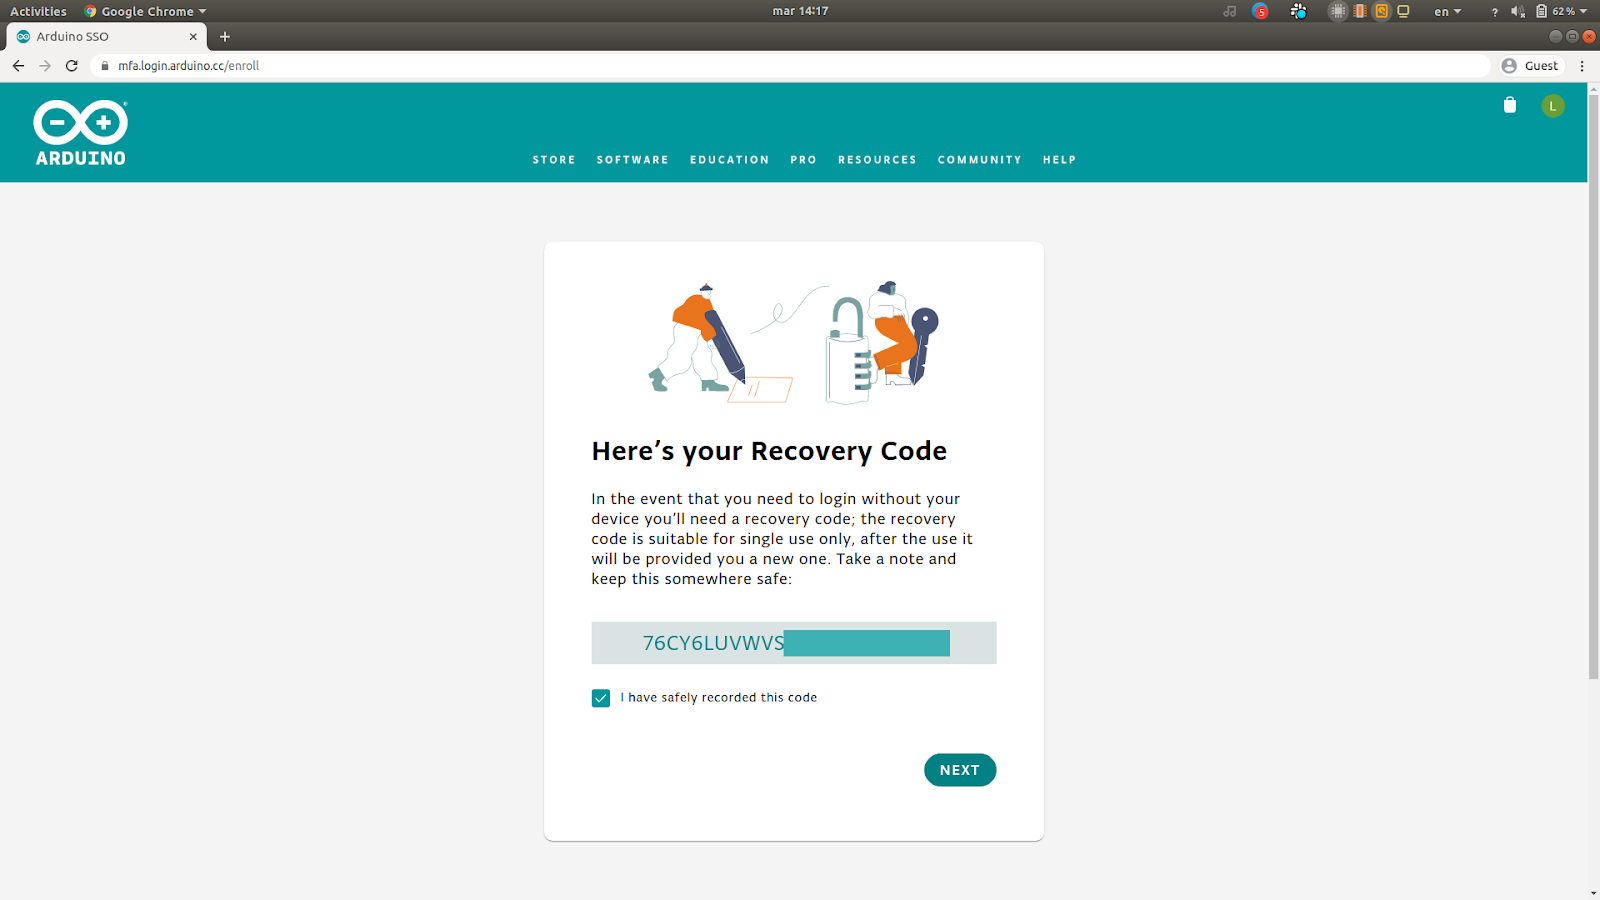 Activities Google Chrome mar 14:17 5 en ? 62 %
Arduino SSO
mfa.login.arduino.cc/enroll Guest
L
ARDUINO
STORE SOFTWARE EDUCATION PRO RESOURCES COMMUNITY HELP
Here’s your Recovery Code
In the event that you need to login without your
device you’ll need a recovery code; the recovery
code is suitable for single use only, after the use it
will be provided you a new one. Take a note and
keep this somewhere safe:
76CY6LUVWVS
I have safely recorded this code
NEXT